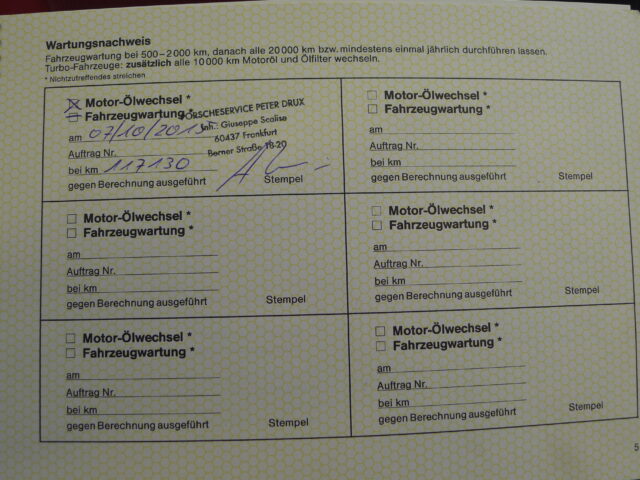 Wartungsnachweis
Fahrzeugwartung bei 500–2 000 km, danach alle 20 000 km bzw. mindestens einmal jährlich durchführen lassen.
Turbo-Fahrzeuge: zusätzlich alle 10 000 km Motoröl und Ölfilter wechseln.
* Nichtzutreffendes streichen
Motor-Ölwechsel *
Fahrzeugwartung *
PORSCHESERVICE PETER DRUX
Inh.: Giuseppe Scalise
60437 Frankfurt
Berner Straße 18-20
am 07/10/2015
Auftrag Nr.
bei km 117130
gegen Berechnung ausgeführt
Stempel
Motor-Ölwechsel *
Fahrzeugwartung *
am
Auftrag Nr.
bei km
gegen Berechnung ausgeführt
Stempel
Motor-Ölwechsel *
Fahrzeugwartung *
am
Auftrag Nr.
bei km
gegen Berechnung ausgeführt
Stempel
Motor-Ölwechsel *
Fahrzeugwartung *
am
Auftrag Nr.
bei km
gegen Berechnung ausgeführt
Stempel
Motor-Ölwechsel *
Fahrzeugwartung *
am
Auftrag Nr.
bei km
gegen Berechnung ausgeführt
Stempel
Motor-Ölwechsel *
Fahrzeugwartung *
am
Auftrag Nr.
bei km
gegen Berechnung ausgeführt
Stempel
5